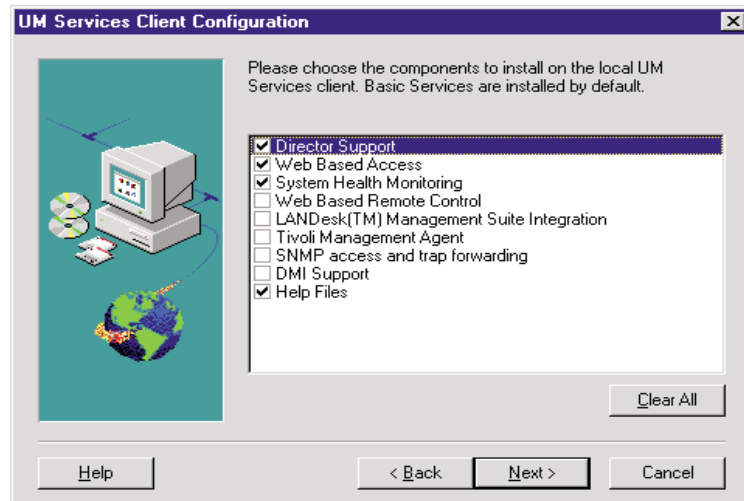 UM Services Client Configuration
Please choose the components to install on the local UM
Services client. Basic Services are installed by default.
Director Support
Web Based Access
System Health Monitoring
Web Based Remote Control
LANDesk(TM) Management Suite Integration
Tivoli Management Agent
SNMP access and trap forwarding
DMI Support
Help Files
Clear All
Help
< Back
Next >
Cancel